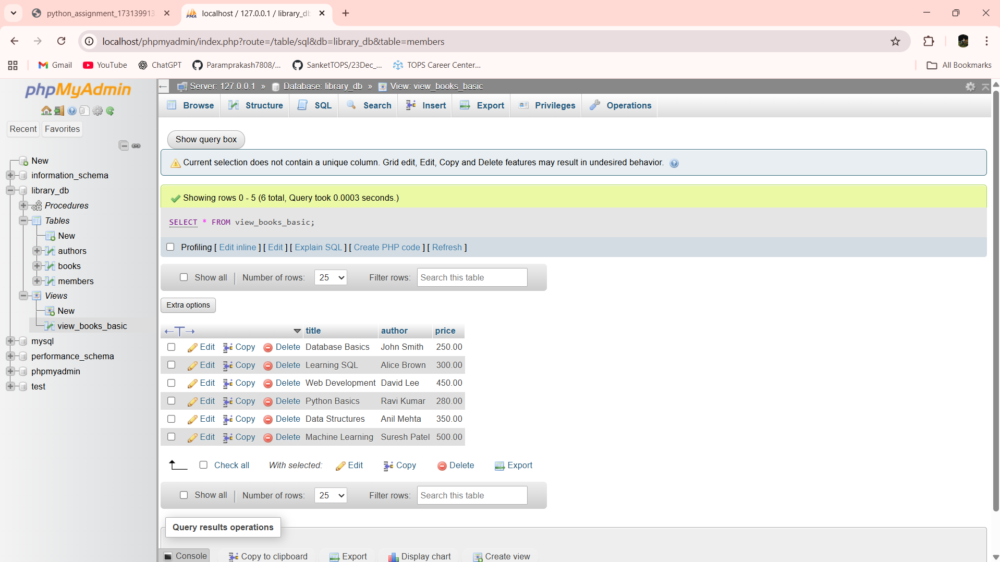 python_assignment_173139913
localhost / 127.0.0.1 / library_db
localhost/phpmyadmin/index.php?route=/table/sql&db=library_db&table=members
Gmail YouTube ChatGPT Paramprakash7808/... SanketTOPS/23Dec_... TOPS Career Center... All Bookmarks
phpMyAdmin
Recent Favorites
New
information_schema
library_db
Procedures
Tables
New
authors
books
members
Views
New
view_books_basic
mysql
performance_schema
phpmyadmin
test
Server: 127.0.0.1 » Database: library_db » View: view_books_basic
Browse Structure SQL Search Insert Export Privileges Operations
Show query box
Current selection does not contain a unique column. Grid edit, Edit, Copy and Delete features may result in undesired behavior.
Showing rows 0 - 5 (6 total, Query took 0.0003 seconds.)
SELECT * FROM view_books_basic;
Profiling [ Edit inline ] [ Edit ] [ Explain SQL ] [ Create PHP code ] [ Refresh ]
Show all Number of rows: 25 Filter rows: Search this table
Extra options
←T→ title author price
Edit Copy Delete Database Basics John Smith 250.00
Edit Copy Delete Learning SQL Alice Brown 300.00
Edit Copy Delete Web Development David Lee 450.00
Edit Copy Delete Python Basics Ravi Kumar 280.00
Edit Copy Delete Data Structures Anil Mehta 350.00
Edit Copy Delete Machine Learning Suresh Patel 500.00
Check all With selected: Edit Copy Delete Export
Show all Number of rows: 25 Filter rows: Search this table
Query results operations
Console Copy to clipboard Export Display chart Create view